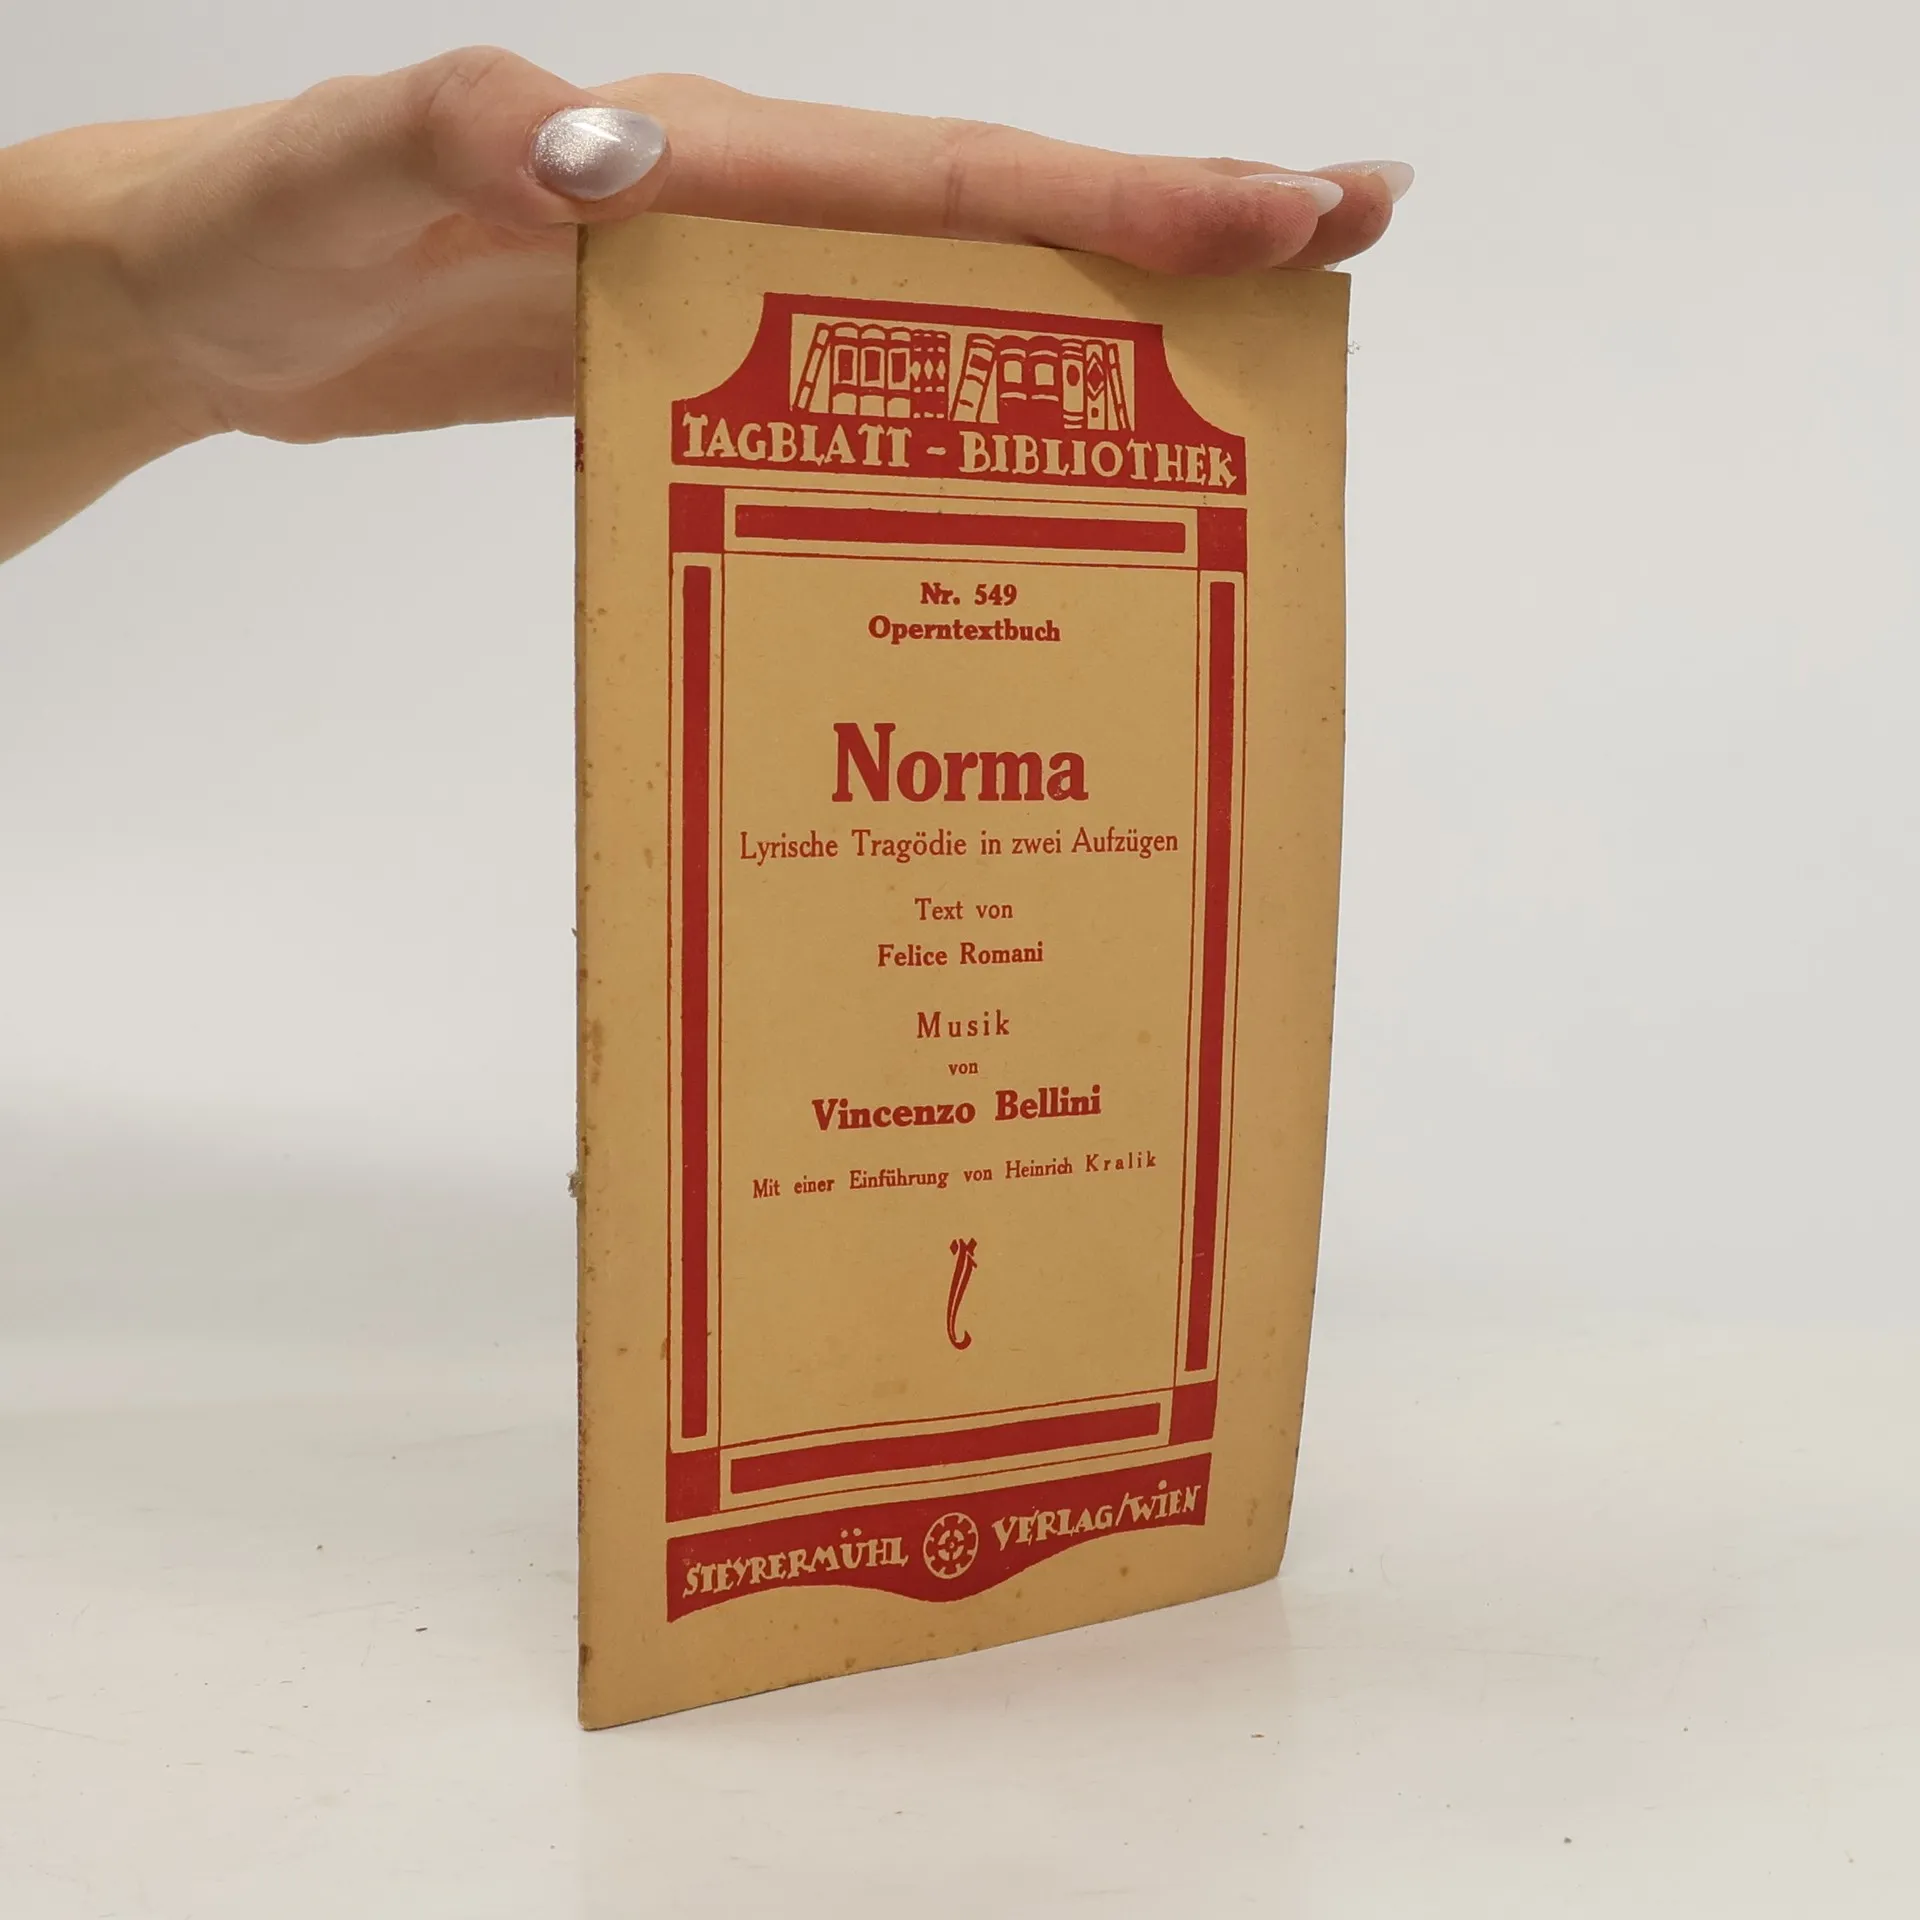 TAGBLATT - BIBLIOTHEK
Nr. 549
Operntextbuch
Norma
Lyrische Tragödie in zwei Aufzügen
Text von
Felice Romani
Musik
von
Vincenzo Bellini
Mit einer Einführung von Heinrich Kralik
STEYRERMÜHL VERLAG/WIEN